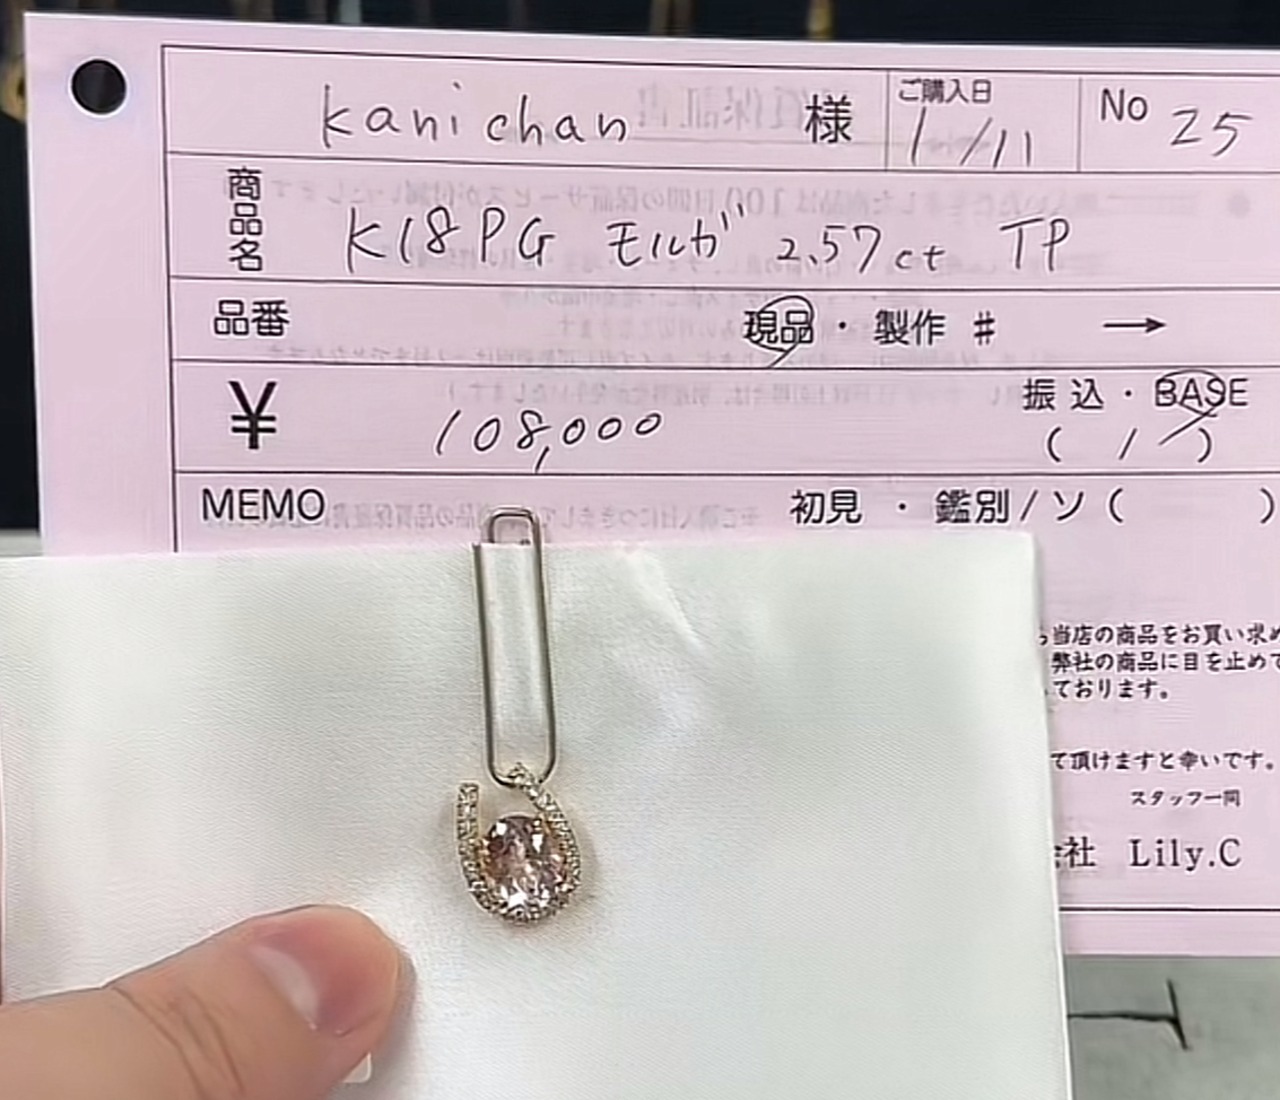 kanichan 様 ご購入日 1/11 No 25
商品名 K18PG モルガ 2.57ct TP
品番 現品・製作 # →
¥ 108,000 振込・BASE
( / )
MEMO 初見・鑑別/ソ( )
当店の商品をお買い求め
弊社の商品に目を止めて
ております。
て頂けますと幸いです。
スタッフ一同
社 Lily.C